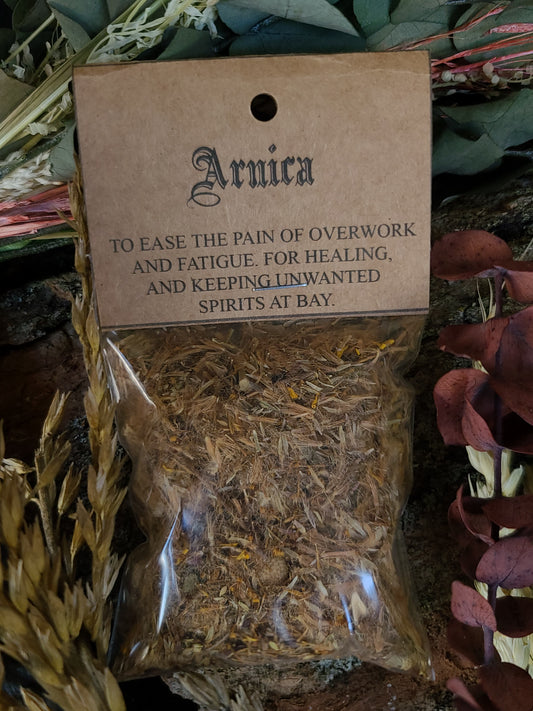 Arnica
TO EASE THE PAIN OF OVERWORK
AND FATIGUE. FOR HEALING,
AND KEEPING UNWANTED
SPIRITS AT BAY.